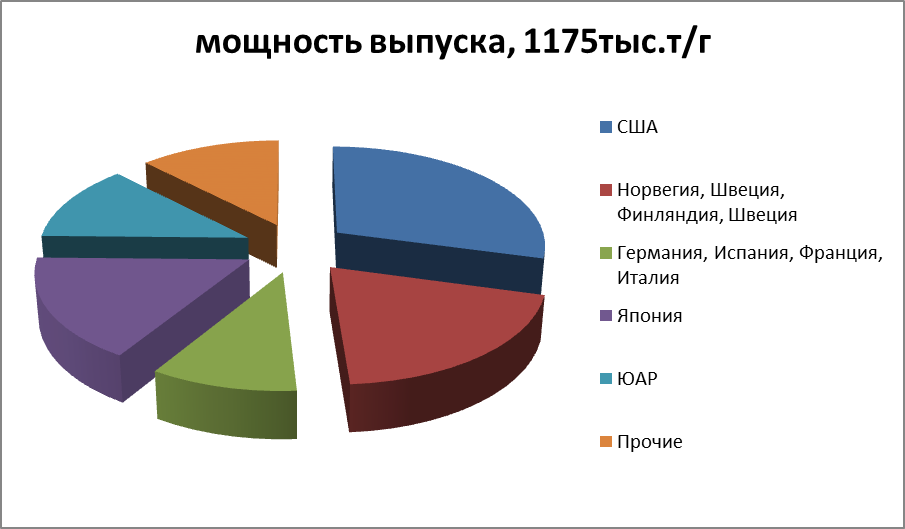 мощность выпуска, 1175тыс.т/г
США
Норвегия, Швеция,
Финляндия, Швеция
Германия, Испания, Франция,
Италия
Япония
ЮАР
Прочие